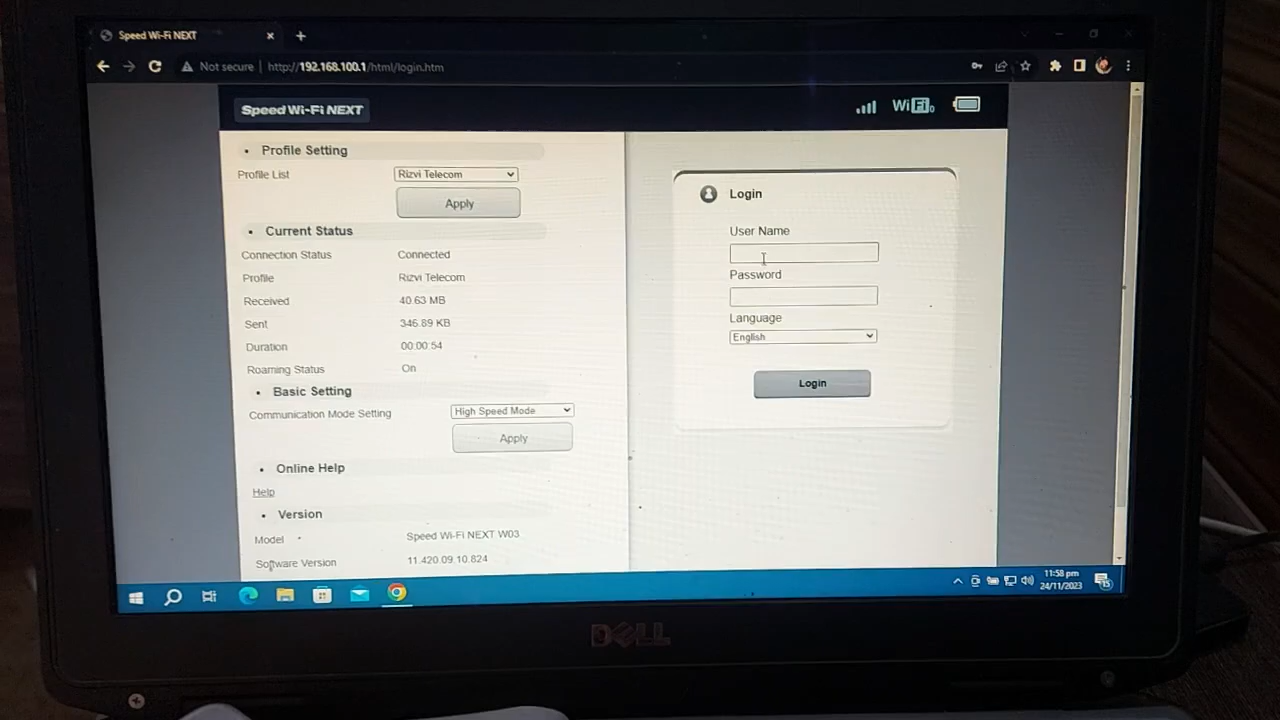 Speed Wi-Fi NEXT
Not secure | http://192.168.100.1/html/login.htm
Speed Wi-Fi NEXT
WiFi
Profile Setting
Profile List Rizvi Telecom
Apply
Current Status
Connection Status Connected
Profile Rizvi Telecom
Received 40.63 MB
Sent 346.89 KB
Duration 00:00:54
Roaming Status On
Basic Setting
Communication Mode Setting High Speed Mode
Apply
Online Help
Help
Version
Model Speed Wi-Fi NEXT W03
Software Version 11.420.09.10.824
Login
User Name
Password
Language
English
Login
11:58 pm
24/11/2023
15
DELL